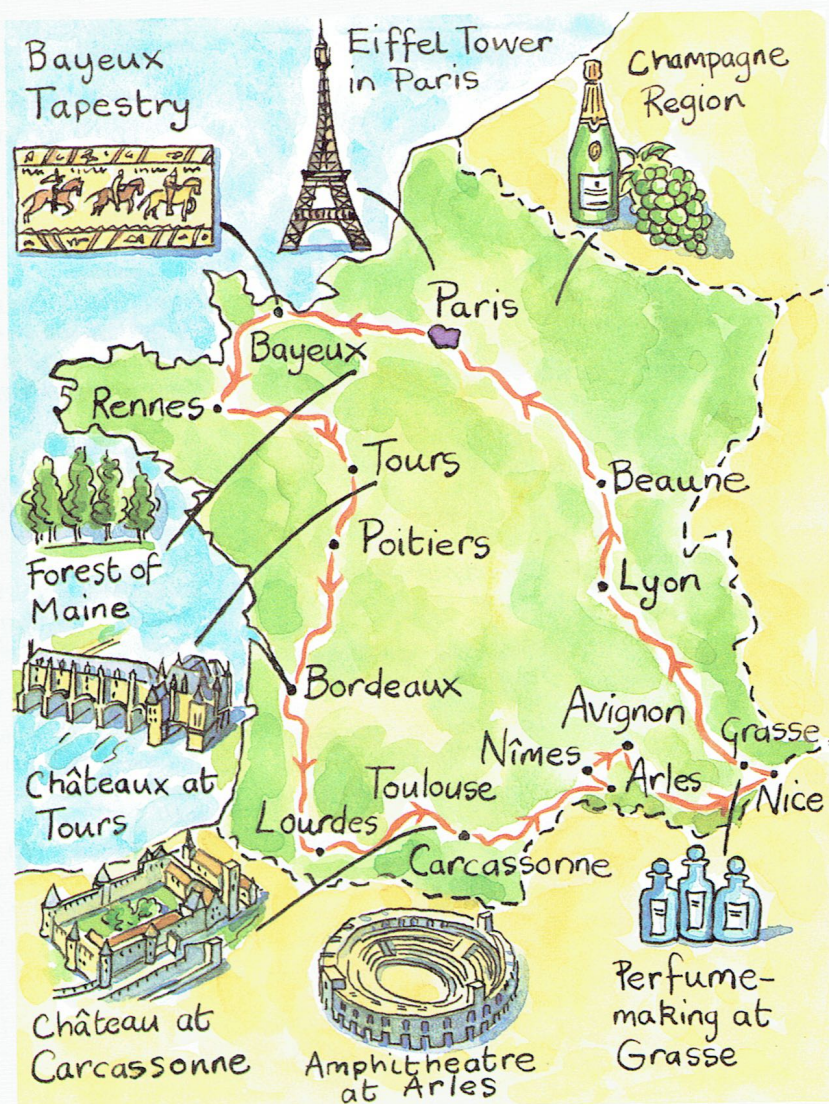 Bayeux
Tapestry
Eiffel Tower
in Paris
Champagne
Region
Paris
Bayeux
Rennes
Tours
Beaune
Poitiers
Forest of
Maine
Lyon
Bordeaux
Avignon
Grasse
Nîmes
Châteaux at
Tours
Toulouse
Arles
Nice
Lourdes
Carcassonne
Château at
Carcassonne
Amphitheatre
at Arles
Perfume-
making at
Grasse